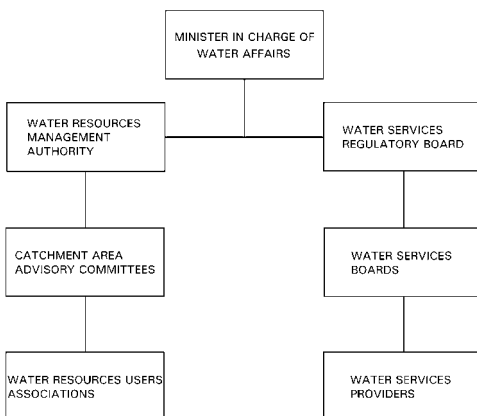 MINISTER IN CHARGE OF
WATER AFFAIRS
WATER RESOURCES
MANAGEMENT
AUTHORITY
WATER SERVICES
REGULATORY BOARD
CATCHMENT AREA
ADVISORY COMMITTEES
WATER SERVICES
BOARDS
WATER RESOURCES USERS
ASSOCIATIONS
WATER SERVICES
PROVIDERS